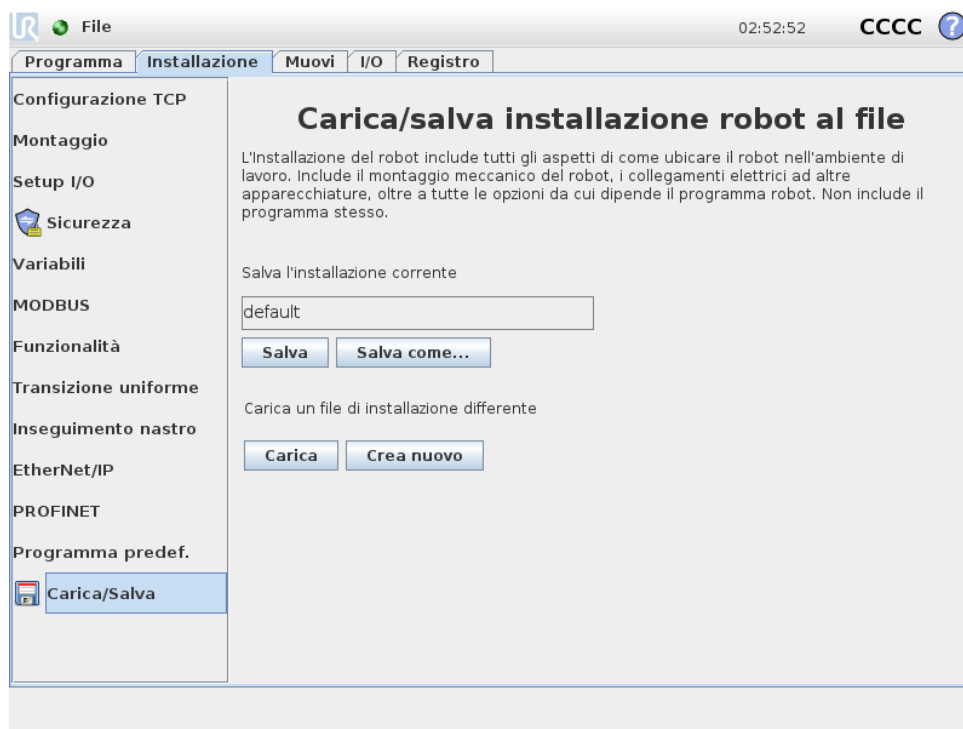 UR File 02:52:52 CCCC ?
Programma Installazione Muovi I/O Registro
Configurazione TCP
Montaggio
Setup I/O
Sicurezza
Variabili
MODBUS
Funzionalità
Transizione uniforme
Inseguimento nastro
EtherNet/IP
PROFINET
Programma predef.
Carica/Salva
Carica/salva installazione robot al file
L'Installazione del robot include tutti gli aspetti di come ubicare il robot nell'ambiente di
lavoro. Include il montaggio meccanico del robot, i collegamenti elettrici ad altre
apparecchiature, oltre a tutte le opzioni da cui dipende il programma robot. Non include il
programma stesso.
Salva l'installazione corrente
default
Salva Salva come...
Carica un file di installazione differente
Carica Crea nuovo